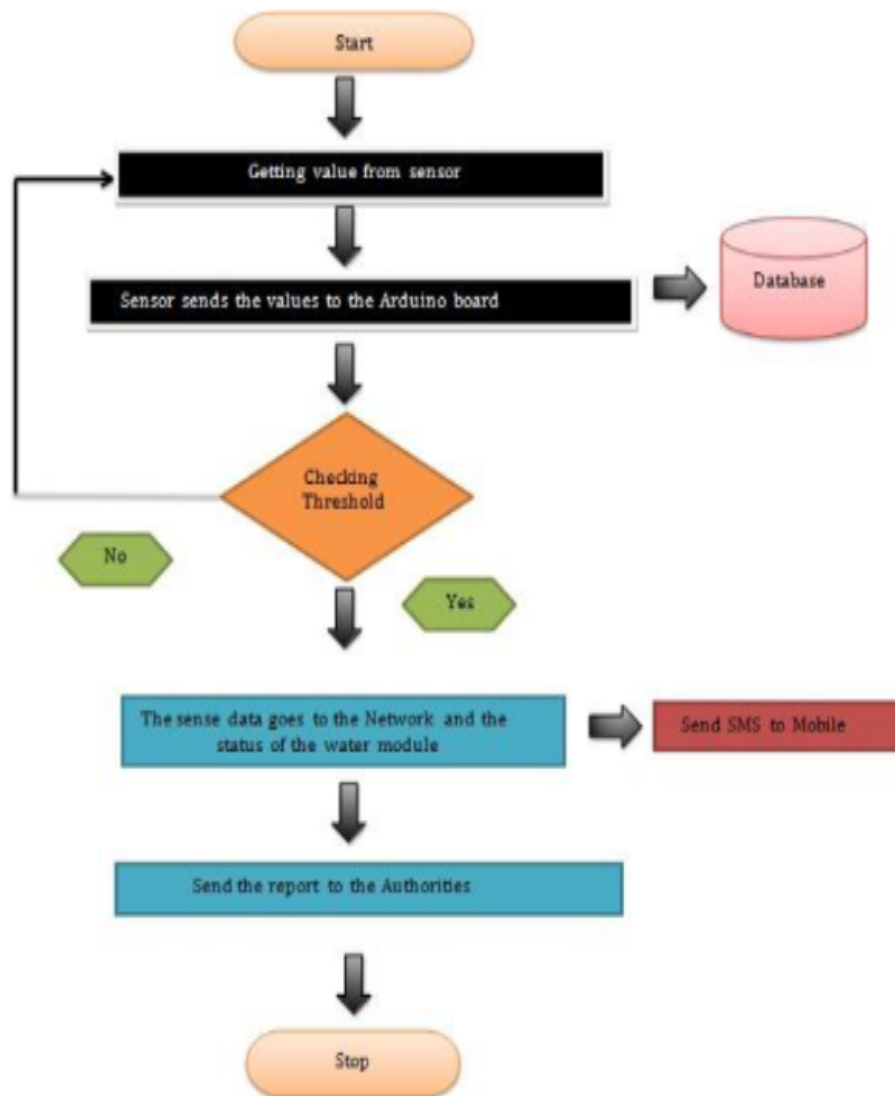 Start
Getting value from sensor
Sensor sends the values to the Arduino board
Database
Checking
Threshold
No
Yes
The sense data goes to the Network and the
status of the water module
Send SMS to Mobile
Send the report to the Authorities
Stop